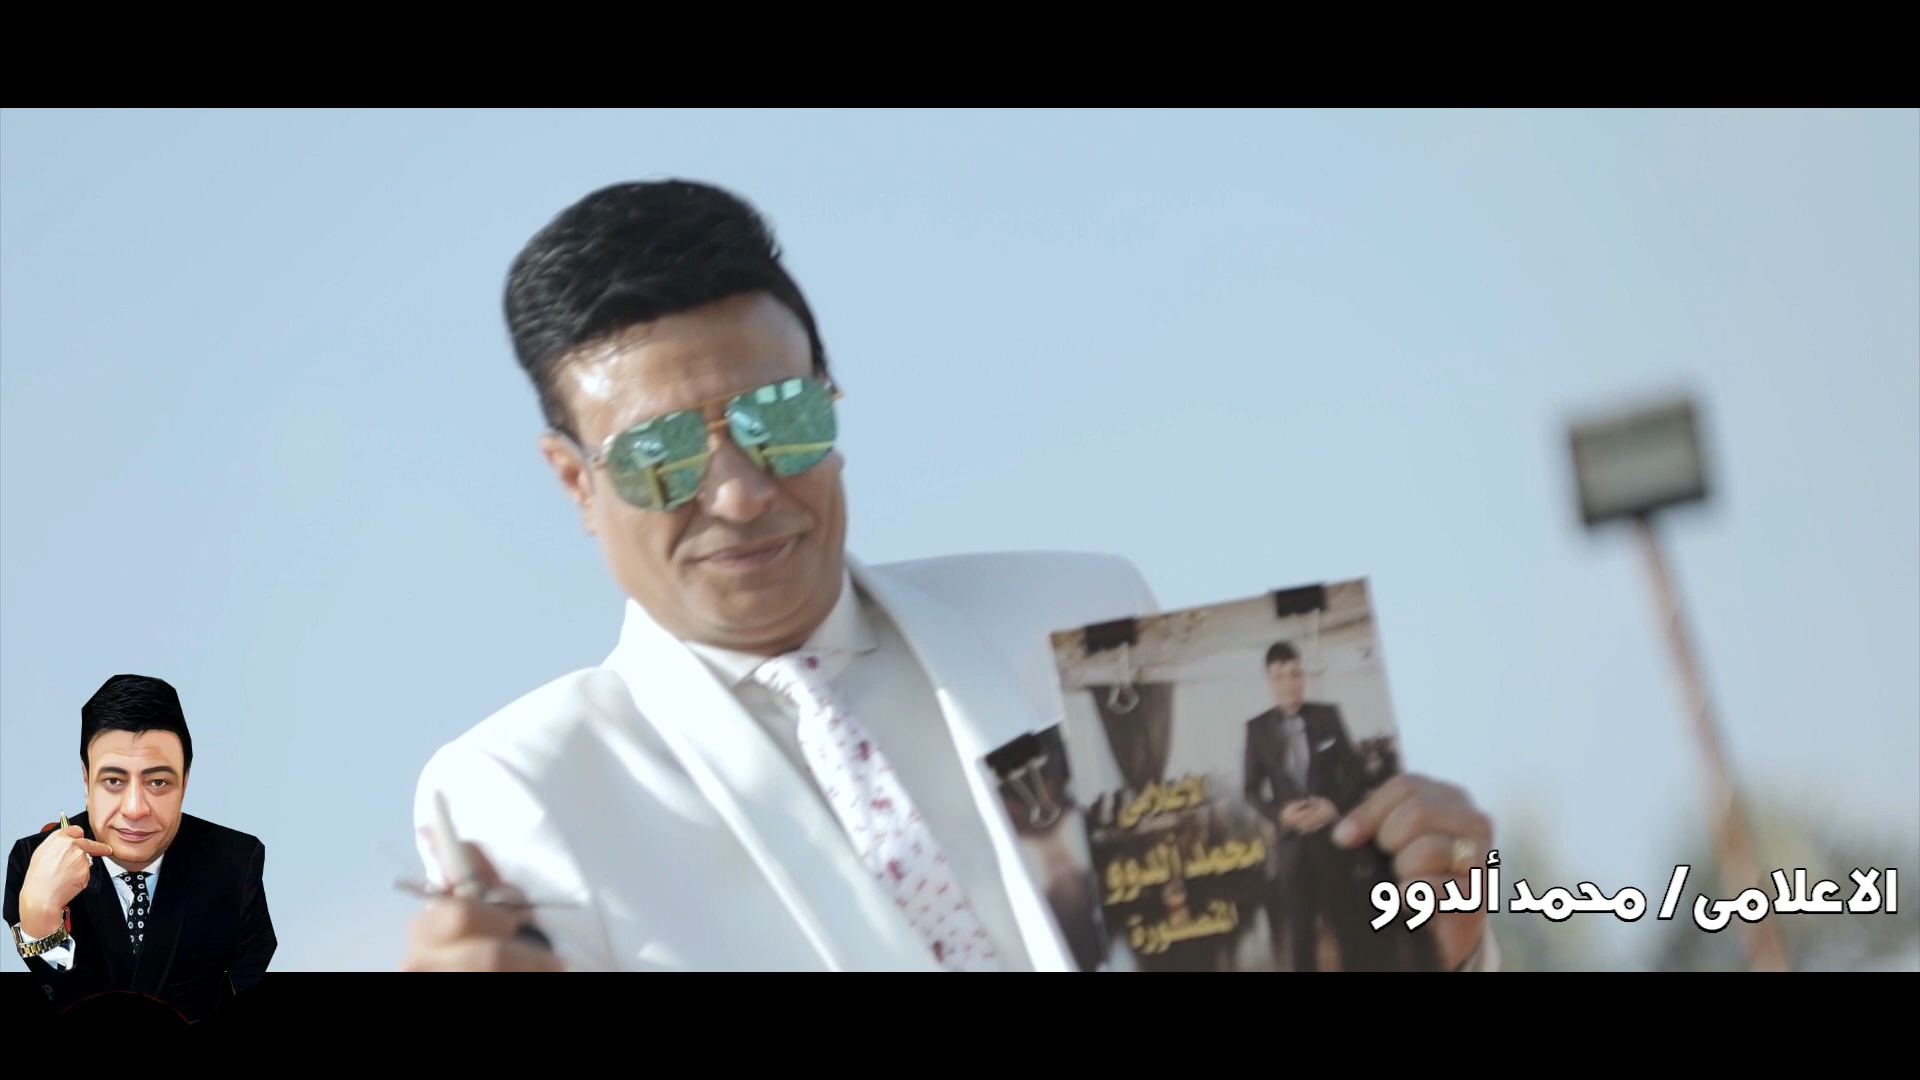 الاعلامى /
محمد ألدوو
المنصورة
الاعلامى / محمد ألدوو